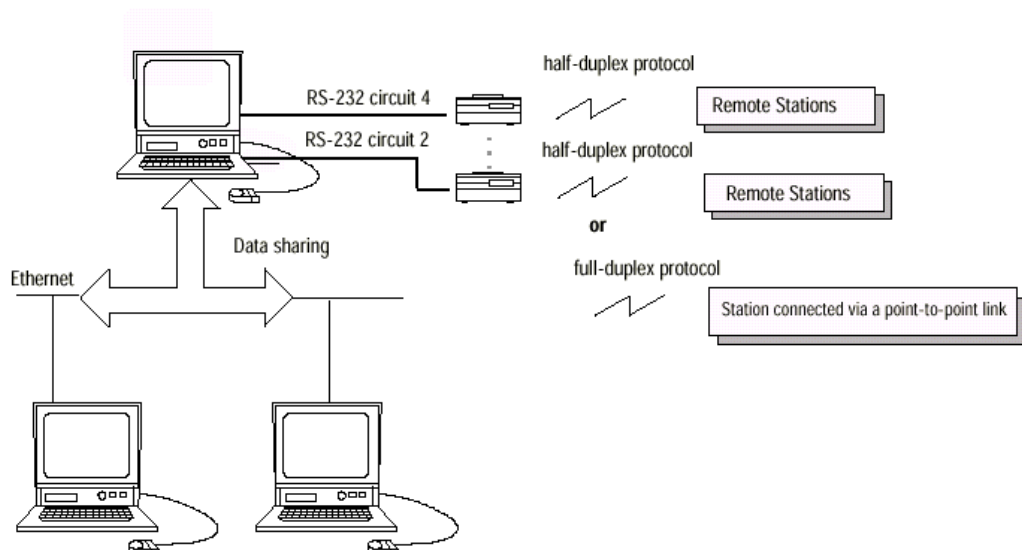 half-duplex protocol
RS-232 circuit 4
Remote Stations
RS-232 circuit 2
half-duplex protocol
Remote Stations
or
Data sharing
full-duplex protocol
Ethernet
Station connected via a point-to-point link